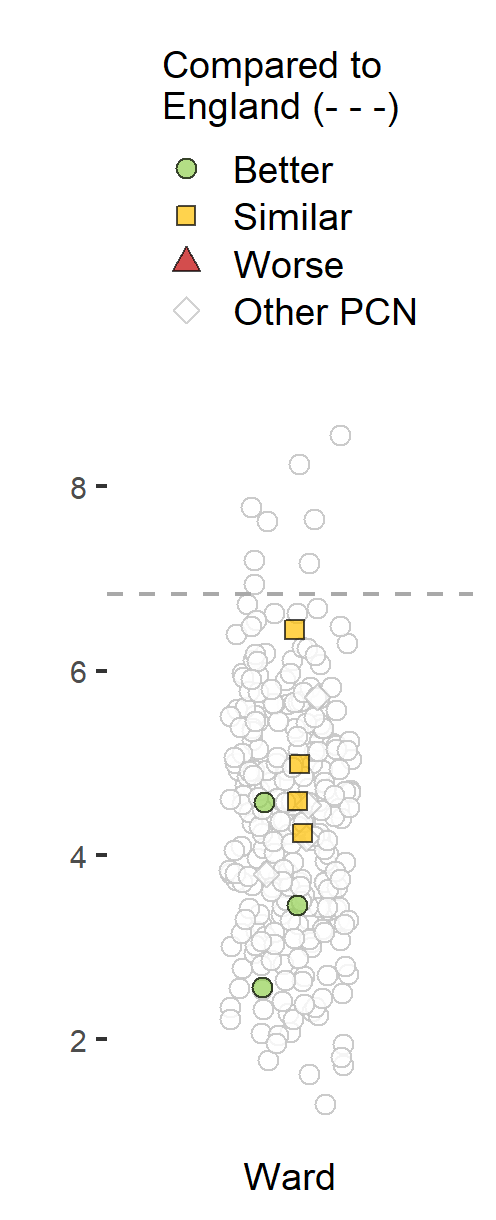 Compared to
England (- - -)
Better
Similar
Worse
Other PCN
8
6
4
2
Ward